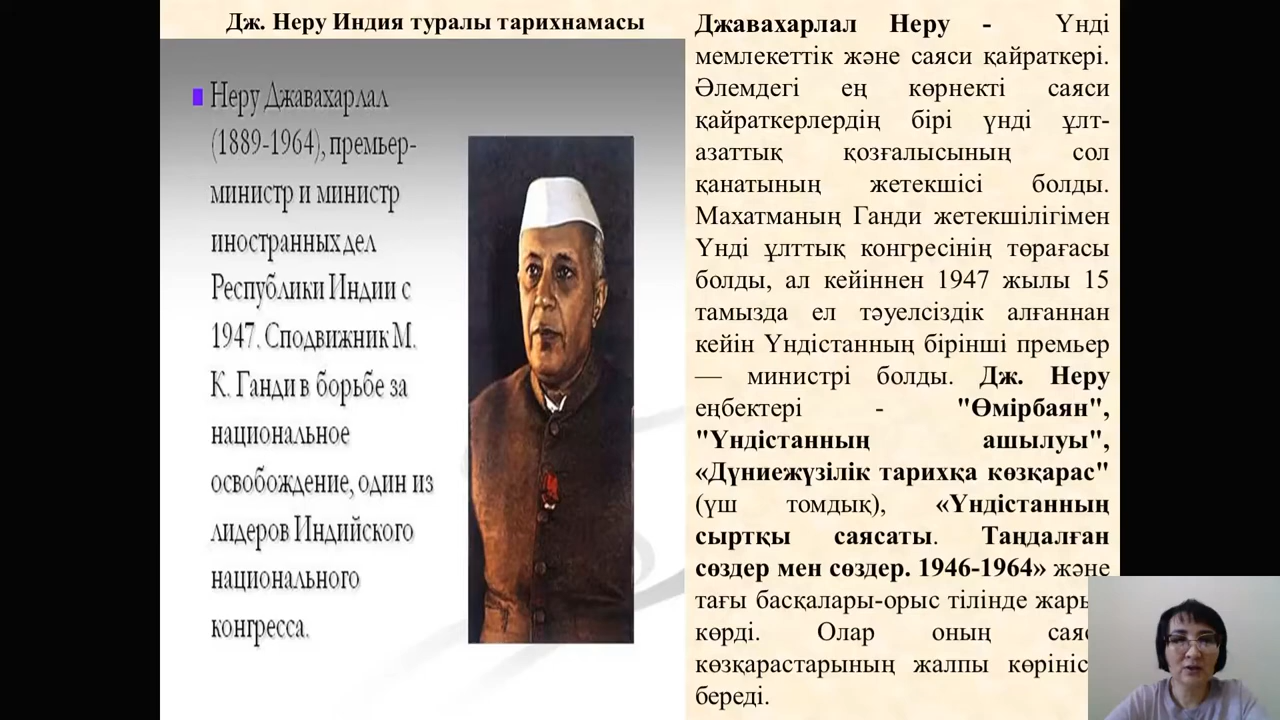 Дж. Неру Индия туралы тарихнамасы
Неру Джавахарлал
(1889-1964), премьер-
министр и министр
иностранных дел
Республики Индии с
1947. Сподвижник М.
К. Ганди в борьбе за
национальное
освобождение, один из
лидеров Индийского
национального
конгресса.
Джавахарлал Неру - Үнді
мемлекеттік және саяси қайраткері.
Әлемдегі ең көрнекті саяси
қайраткерлердің бірі үнді ұлт-
азаттық қозғалысының сол
қанатының жетекшісі болды.
Махатманың Ганди жетекшілігімен
Үнді ұлттық конгресінің төрағасы
болды, ал кейіннен 1947 жылы 15
тамызда ел тәуелсіздік алғаннан
кейін Үндістанның бірінші премьер
— министрі болды. Дж. Неру
еңбектері - "Өмірбаян",
"Үндістанның ашылуы",
«Дүниежүзілік тарихқа көзқарас"
(үш томдық), «Үндістанның
сыртқы саясаты. Таңдалған
сөздер мен сөздер. 1946-1964» және
тағы басқалары-орыс тілінде
көрді. Олар оның
көзқарастарының жалпы
береді.